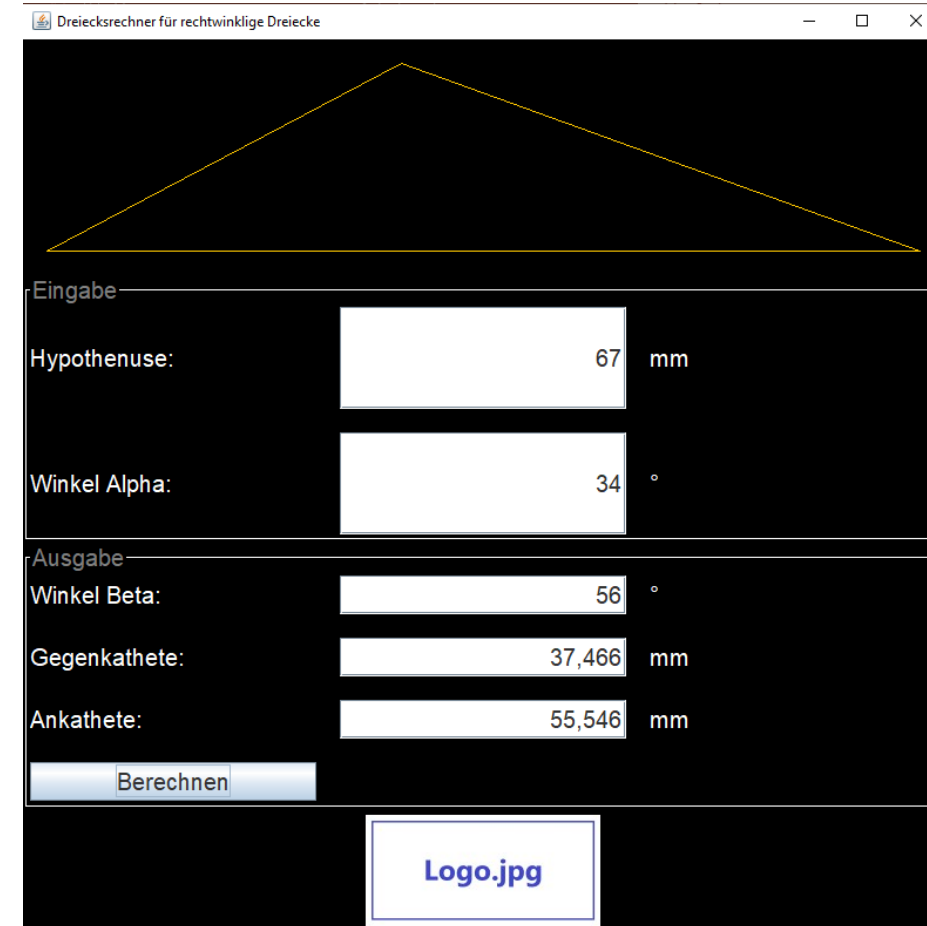 Dreiecksrechner für rechtwinklige Dreiecke
Eingabe
Hypothenuse: 67 mm
Winkel Alpha: 34 °
Ausgabe
Winkel Beta: 56 °
Gegenkathete: 37,466 mm
Ankathete: 55,546 mm
Berechnen
Logo.jpg